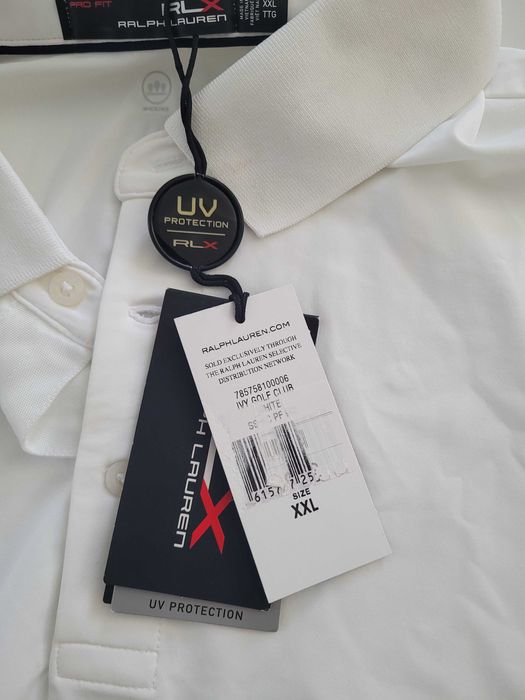 PRO FIT
RLX
RALPH LAUREN
XXL
TTG
UV
PROTECTION
RLX
RALPHLAUREN.COM
SOLD EXCLUSIVELY THROUGH
THE RALPH LAUREN SELECTIVE
DISTRIBUTION NETWORK
785758100006
IVY GOLF CLUB
SIZE
XXL
LAUREN
X
UV PROTECTION